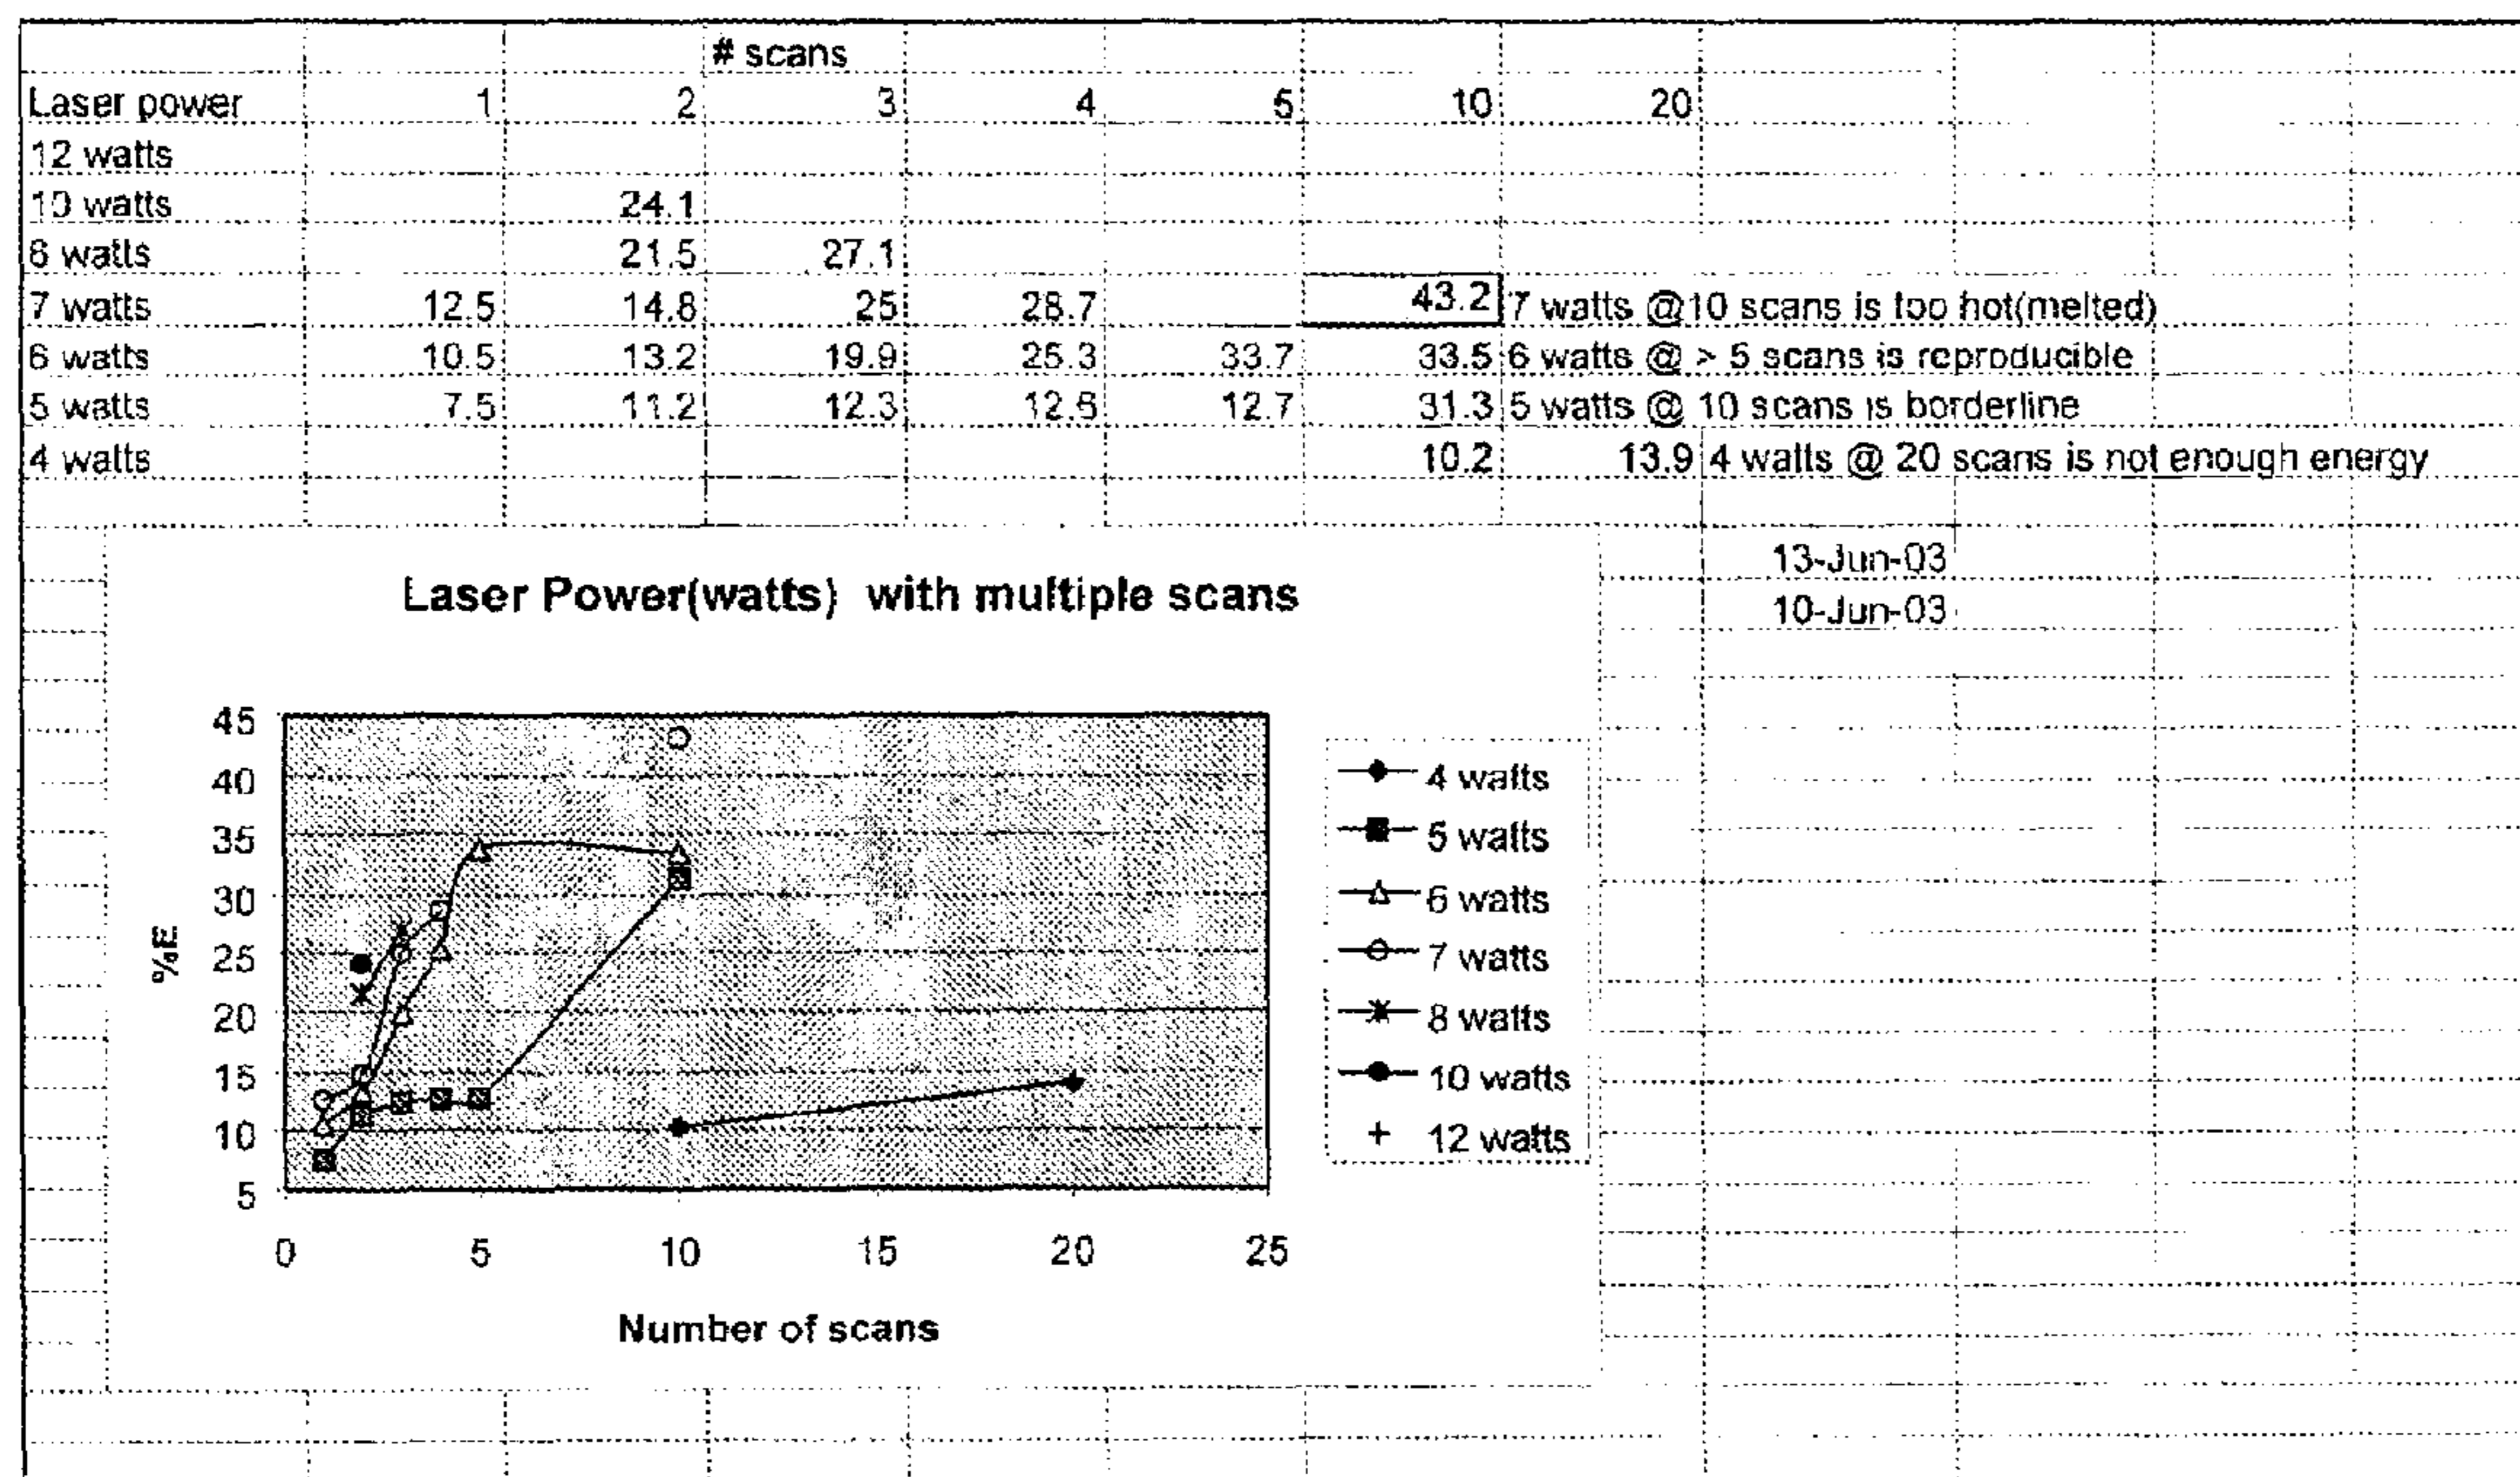 # scans
Laser power 1 2 3 4 5 10 20
12 watts
10 watts 24.1
8 watts 21.5 27.1
7 watts 12.5 14.8 25 28.7 43.2 7 watts @10 scans is too hot(melted)
6 watts 10.5 13.2 19.9 25.3 33.7 33.5 6 watts @ > 5 scans is reproducible
5 watts 7.5 11.2 12.3 12.7 31.3 5 watts @ 10 scans is borderline
4 watts 10.2 13.9 4 watts @ 20 scans is not enough energy
13-Jun-03
10-Jun-03
Laser Power(watts) with multiple scans
%E
45
40
35
30
25
20
15
10
5
0 5 10 15 20 25
Number of scans
4 watts
5 watts
6 watts
7 watts
8 watts
10 watts
12 watts